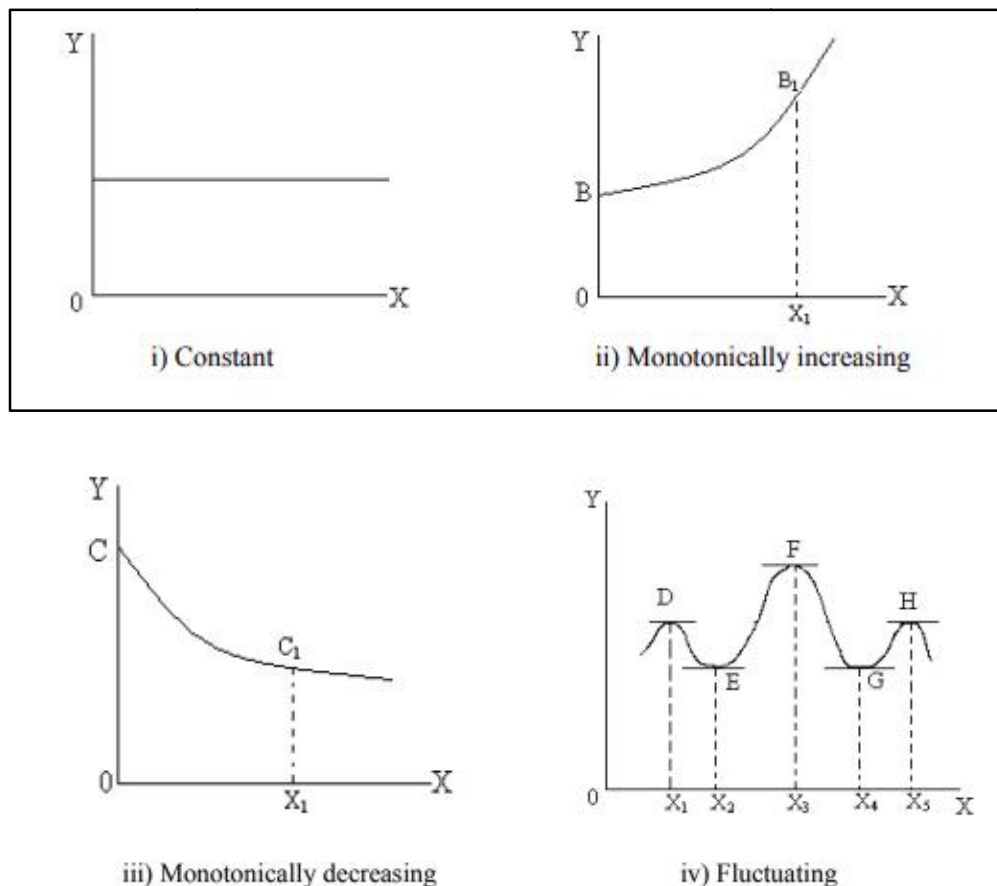 Y
0
X
i) Constant
Y
B₁
B
0
X₁
X
ii) Monotonically increasing
Y
C
C₁
0
X₁
X
iii) Monotonically decreasing
Y
F
D
H
E
G
0
X₁ X₂ X₃ X₄ X₅ X
iv) Fluctuating